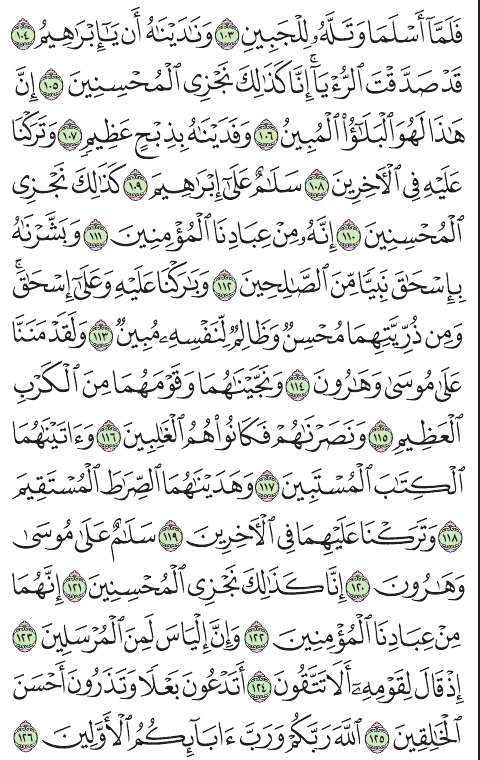 فَلَمَّآ أَسْلَمَا وَتَلَّهُۥ لِلْجَبِينِ ١٠٣ وَنَٰدَيْنَٰهُ أَن يَٰٓإِبْرَٰهِيمُ ١٠٤
قَدْ صَدَّقْتَ ٱلرُّءْيَآۚ إِنَّا كَذَٰلِكَ نَجْزِى ٱلْمُحْسِنِينَ ١٠٥ إِنَّ
هَٰذَا لَهُوَ ٱلْبَلَٰٓؤُا۟ ٱلْمُبِينُ ١٠٦ وَفَدَيْنَٰهُ بِذِبْحٍ عَظِيمٍ ١٠٧ وَتَرَكْنَا
عَلَيْهِ فِى ٱلْءَاخِرِينَ ١٠٨ سَلَٰمٌ عَلَىٰٓ إِبْرَٰهِيمَ ١٠٩ كَذَٰلِكَ نَجْزِى
ٱلْمُحْسِنِينَ ١١٠ إِنَّهُۥ مِنْ عِبَادِنَا ٱلْمُؤْمِنِينَ ١١١ وَبَشَّرْنَٰهُ
بِإِسْحَٰقَ نَبِيًّا مِّنَ ٱلصَّٰلِحِينَ ١١٢ وَبَٰرَكْنَا عَلَيْهِ وَعَلَىٰٓ إِسْحَٰقَۚ
وَمِن ذُرِّيَّتِهِمَا مُحْسِنٌ وَظَالِمٌ لِّنَفْسِهِۦ مُبِينٌ ١١٣ وَلَقَدْ مَنَنَّا
عَلَىٰ مُوسَىٰ وَهَٰرُونَ ١١٤ وَنَجَّيْنَٰهُمَا وَقَوْمَهُمَا مِنَ ٱلْكَرْبِ
ٱلْعَظِيمِ ١١٥ وَنَصَرْنَٰهُمْ فَكَانُوا۟ هُمُ ٱلْغَٰلِبِينَ ١١٦ وَءَاتَيْنَٰهُمَا
ٱلْكِتَٰبَ ٱلْمُسْتَبِينَ ١١٧ وَهَدَيْنَٰهُمَا ٱلصِّرَٰطَ ٱلْمُسْتَقِيمَ
١١٨ وَتَرَكْنَا عَلَيْهِمَا فِى ٱلْءَاخِرِينَ ١١٩ سَلَٰمٌ عَلَىٰ مُوسَىٰ
وَهَٰرُونَ ١٢٠ إِنَّا كَذَٰلِكَ نَجْزِى ٱلْمُحْسِنِينَ ١٢١ إِنَّهُمَا
مِنْ عِبَادِنَا ٱلْمُؤْمِنِينَ ١٢٢ وَإِنَّ إِلْيَاسَ لَمِنَ ٱلْمُرْسَلِينَ ١٢٣
إِذْ قَالَ لِقَوْمِهِۦٓ أَلَا تَتَّقُونَ ١٢٤ أَتَدْعُونَ بَعْلًا وَتَذَرُونَ أَحْسَنَ
ٱلْخَٰلِقِينَ ١٢٥ ٱللَّهَ رَبَّكُمْ وَرَبَّ ءَابَآئِكُمُ ٱلْأَوَّلِينَ ١٢٦